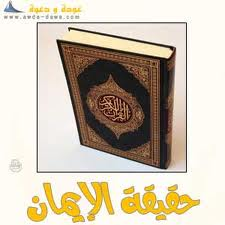 عودة و دعوة
www.awda-dawa.com
القرآن الكريم
حقيقة الإيمان